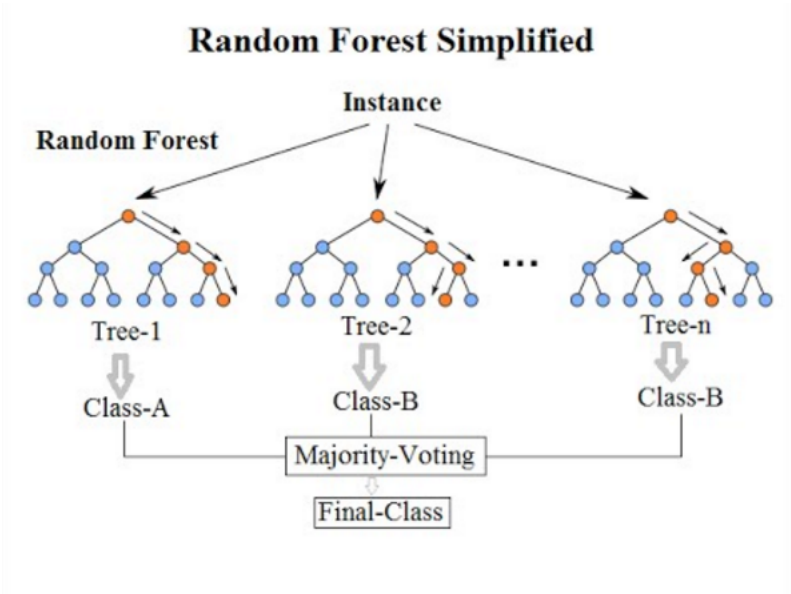 Random Forest Simplified
Instance
Random Forest
...
Tree-1
Tree-2
Tree-n
Class-A
Class-B
Class-B
Majority-Voting
Final-Class